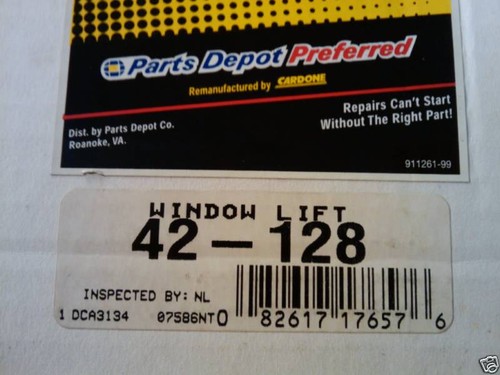 Parts Depot Preferred
Remanufactured by CARDONE
Repairs Can't Start
Without The Right Part!
Dist. by Parts Depot Co.
Roanoke, VA.
911261-99
WINDOW LIFT
42-128
INSPECTED BY: NL
1 DCA3134 07586NT0
0 82617 17657 6